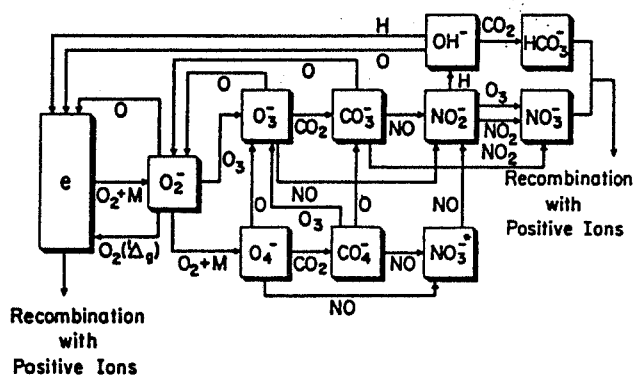 H
OH⁻
CO₂
HCO₃⁻
O
O
O
O
H
O₃⁻
CO₂
CO₃⁻
NO
NO₂⁻
O₃
NO₂
NO₃⁻
NO₂
e
O₂+M
O₂⁻
O₃
NO
O₃
O
O
NO
Recombination
with
Positive Ions
O₂(¹Δg)
O₂+M
O₄⁻
CO₂
CO₄⁻
NO
NO₃⁻*
NO
Recombination
with
Positive Ions